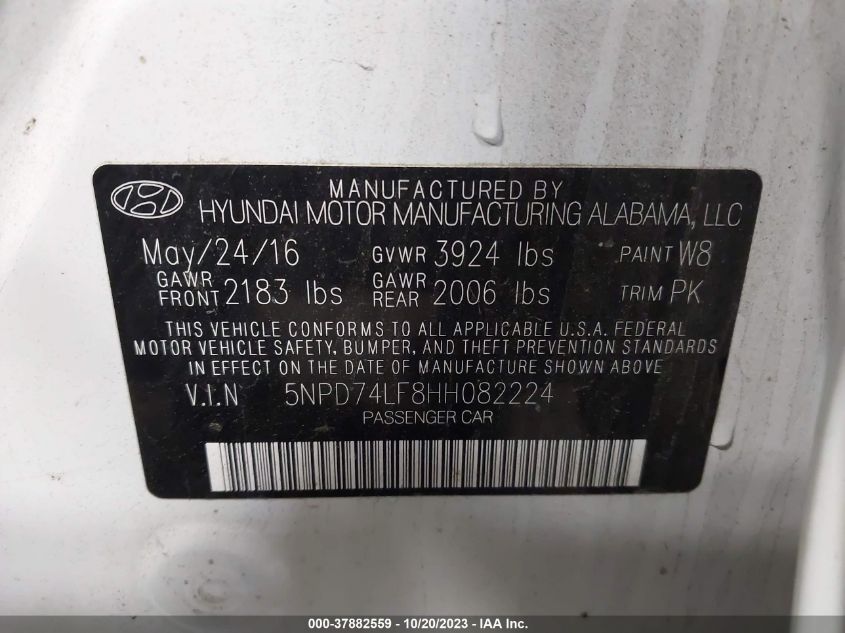 MANUFACTURED BY
HYUNDAI MOTOR MANUFACTURING ALABAMA, LLC
May/24/16 GVWR 3924 lbs PAINT W8
GAWR FRONT 2183 lbs GAWR REAR 2006 lbs TRIM PK
THIS VEHICLE CONFORMS TO ALL APPLICABLE U.S.A. FEDERAL
MOTOR VEHICLE SAFETY, BUMPER, AND THEFT PREVENTION STANDARDS
IN EFFECT ON THE DATE OF MANUFACTURE SHOWN ABOVE
V.I.N 5NPD74LF8HH082224
PASSENGER CAR
000-37882559 - 10/20/2023 - IAA Inc.